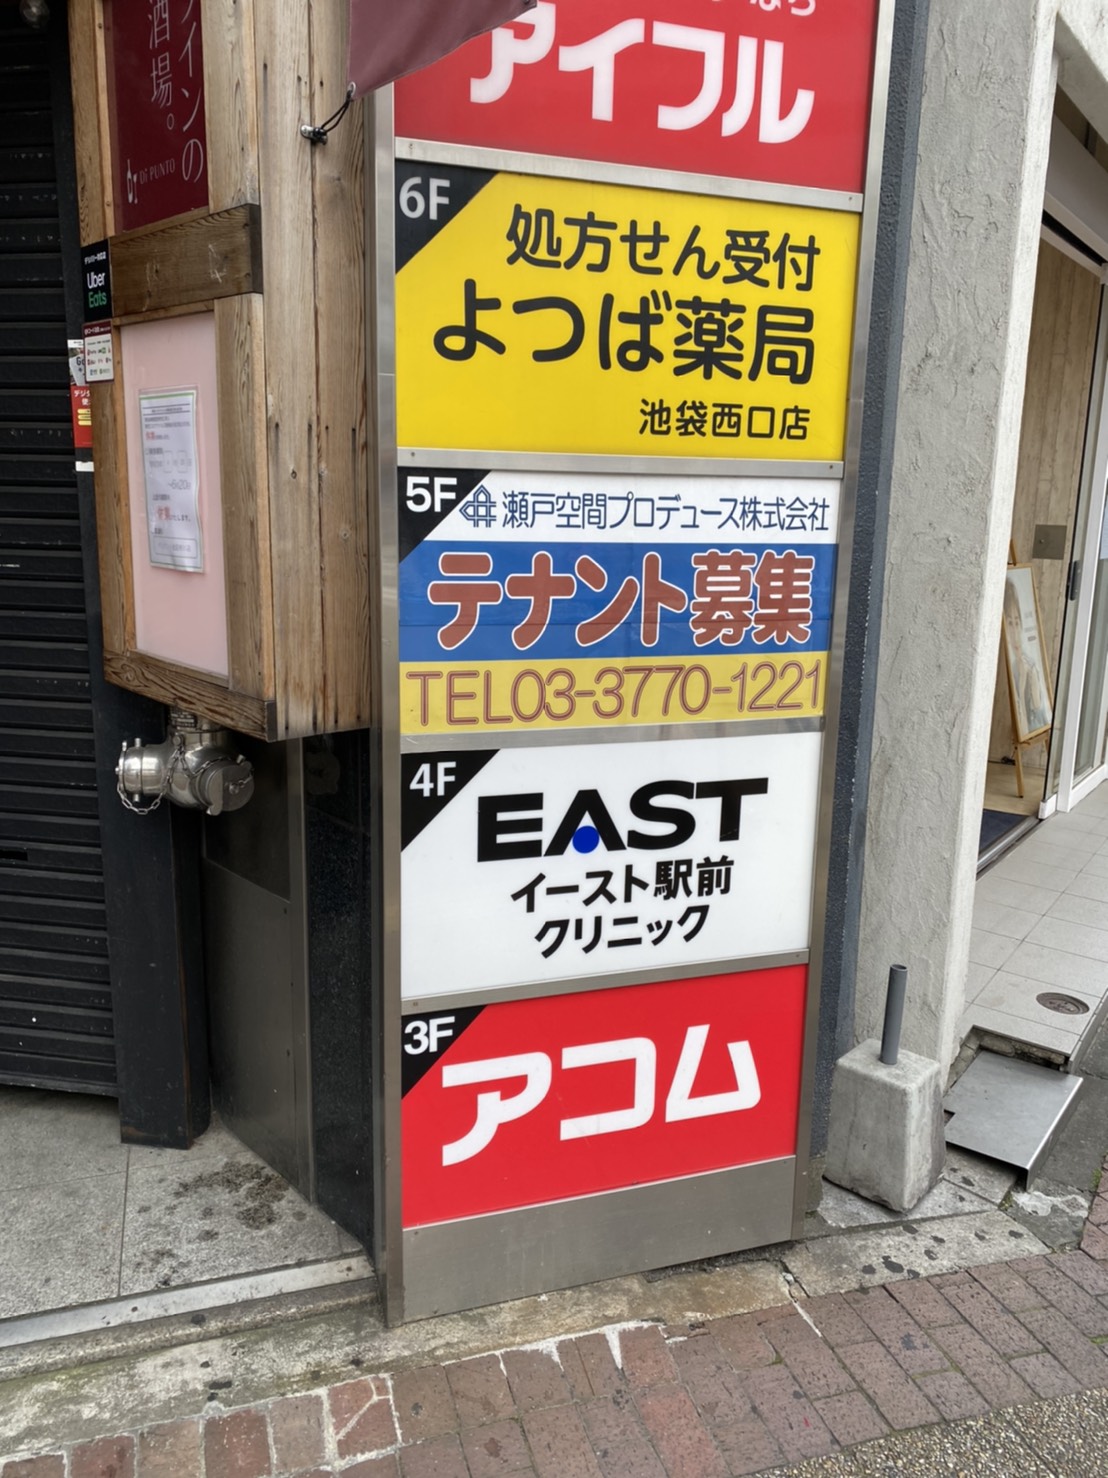 インの
酒場。
Di PUNTO
Uber
Eats
アイフル
6F
処方せん受付
よつば薬局
池袋西口店
5F
瀬戸空間プロデュース株式会社
テナント募集
TEL03-3770-1221
4F
EAST
イースト駅前
クリニック
3F
アコム